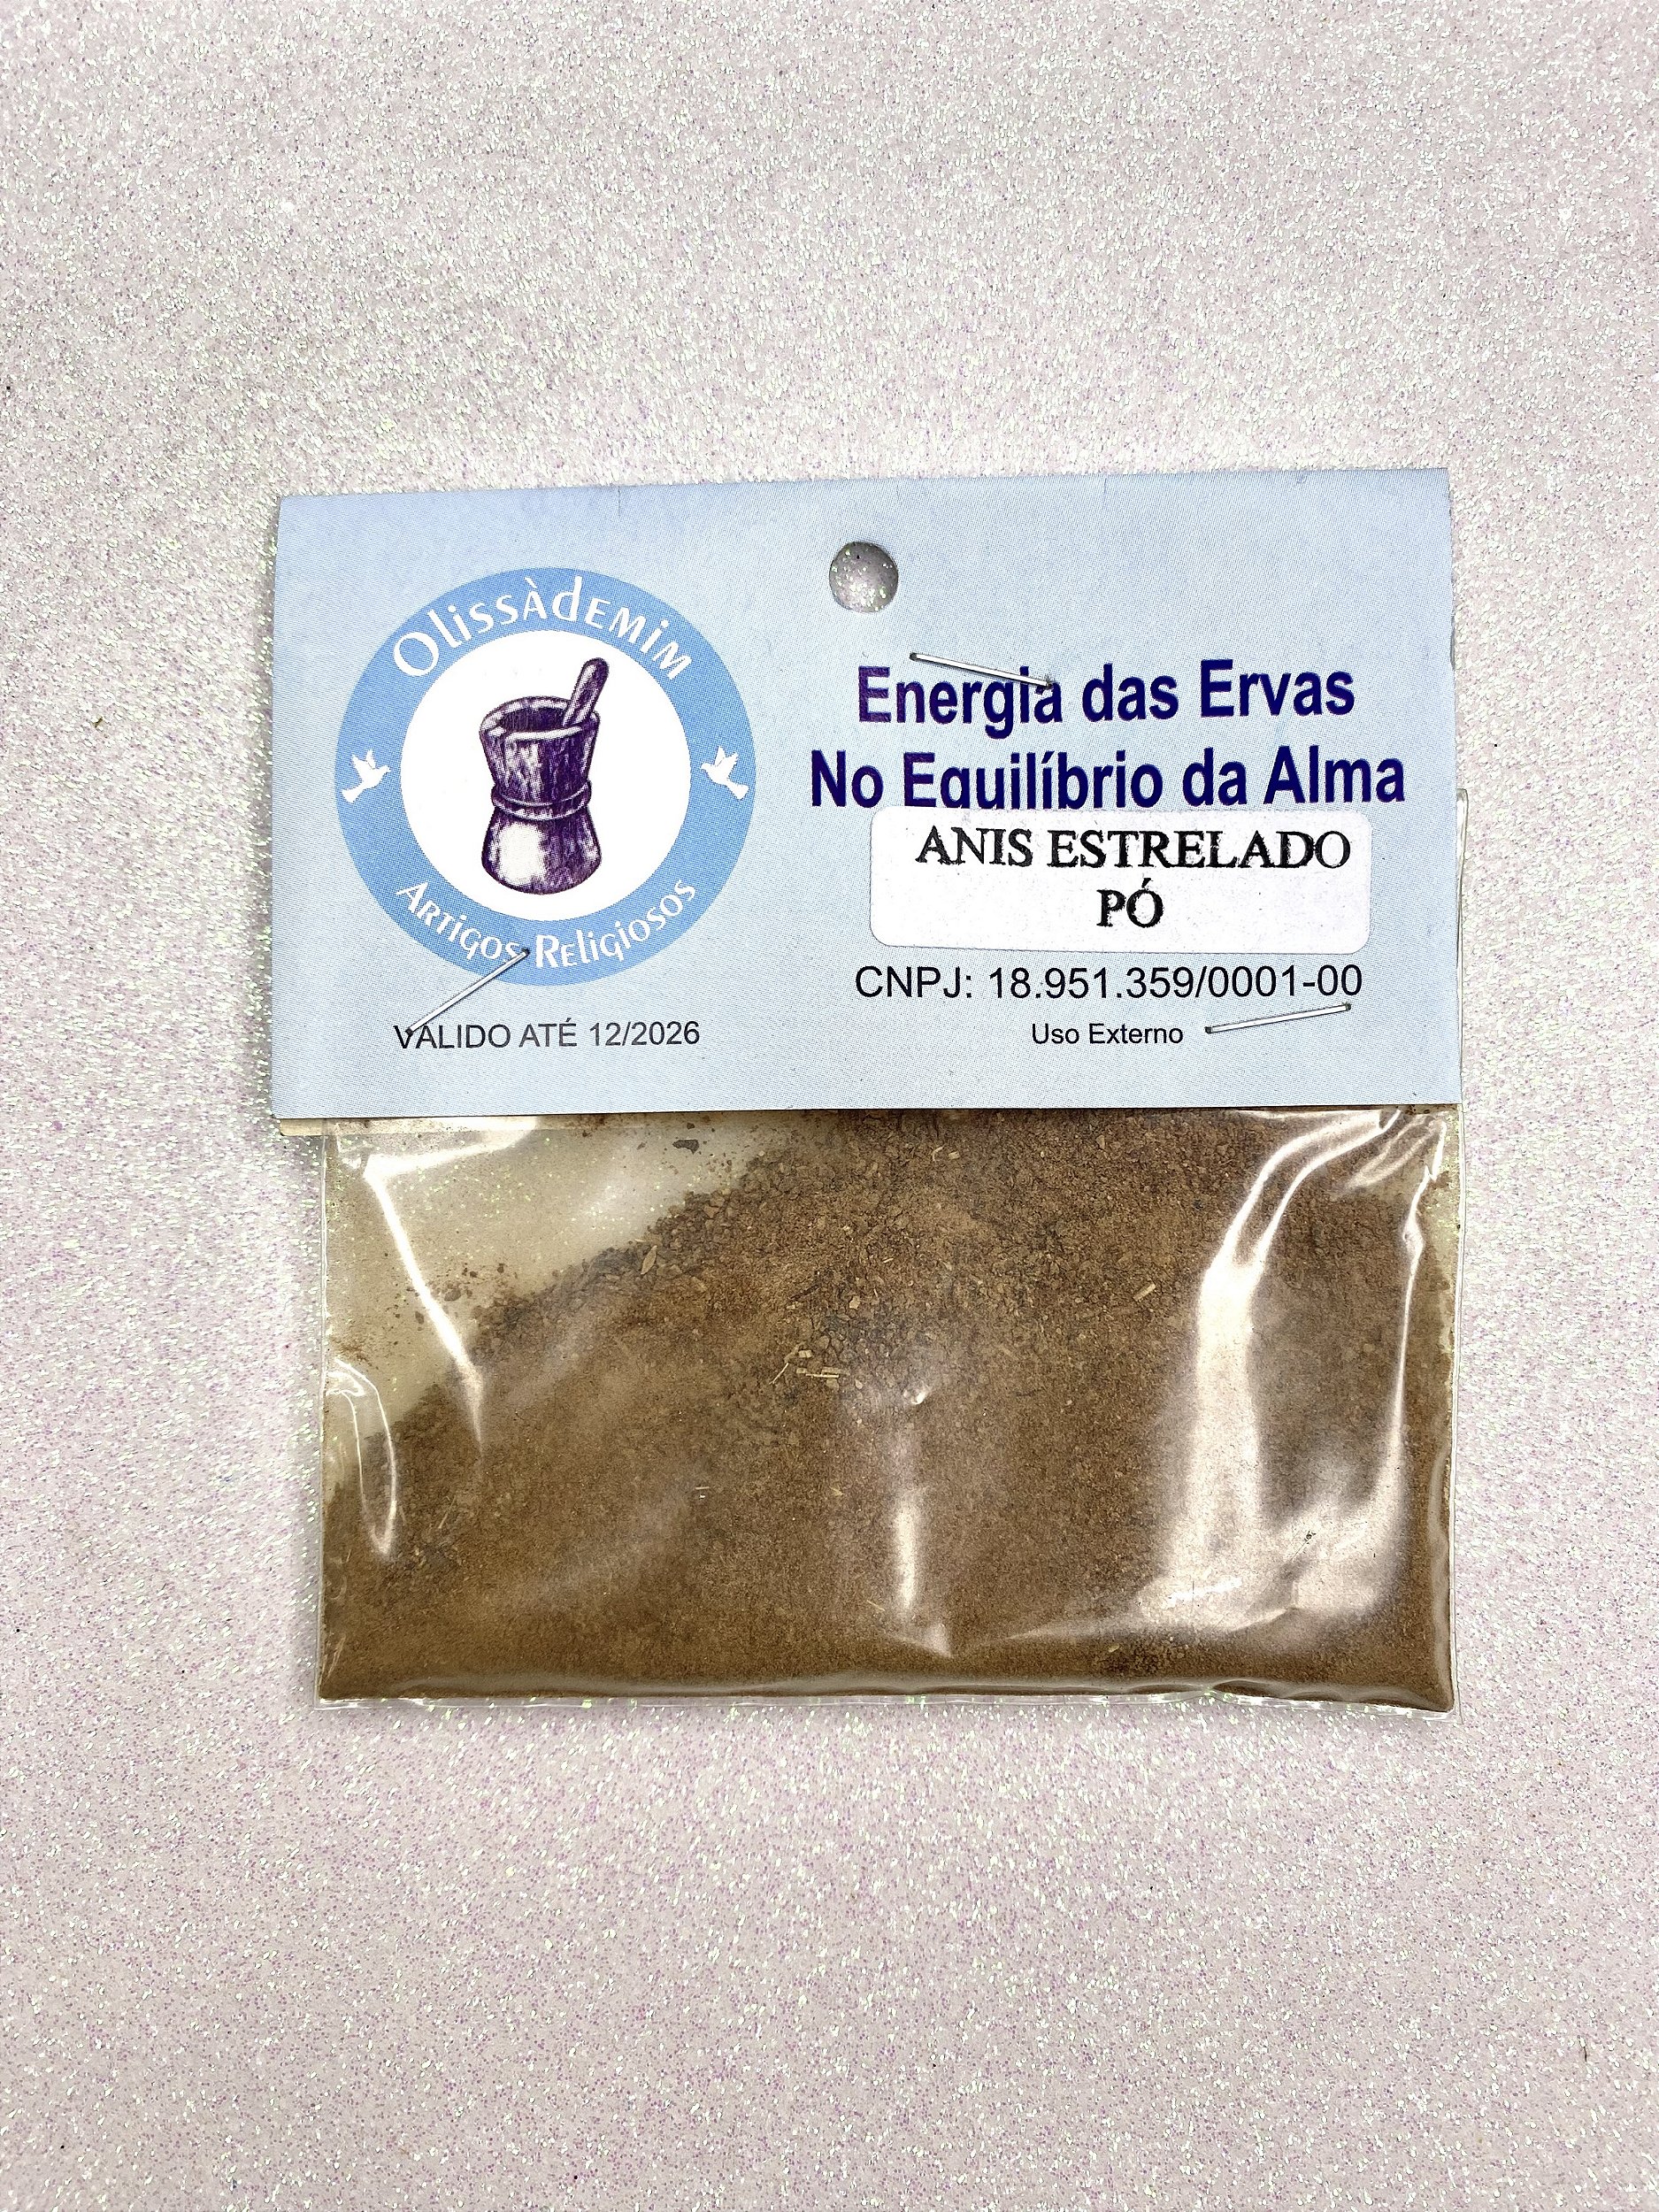 OlissÀdemim
Artigos Religiosos
VÁLIDO ATÉ 12/2026
Energia das Ervas
No Equilíbrio da Alma
ANIS ESTRELADO
PÓ
CNPJ: 18.951.359/0001-00
Uso Externo